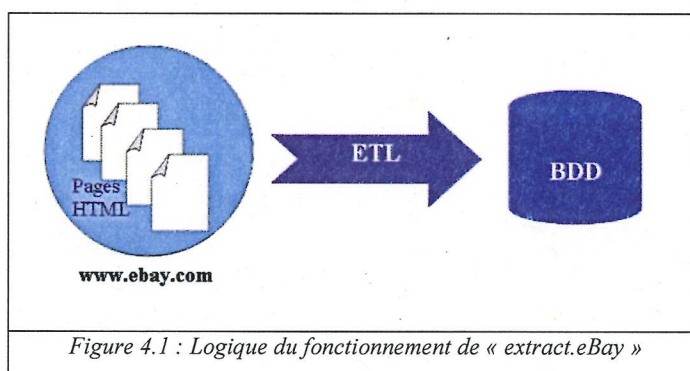 Pages
HTML
ETL
BDD
www.ebay.com
Figure 4.1 : Logique du fonctionnement de « extract.eBay »